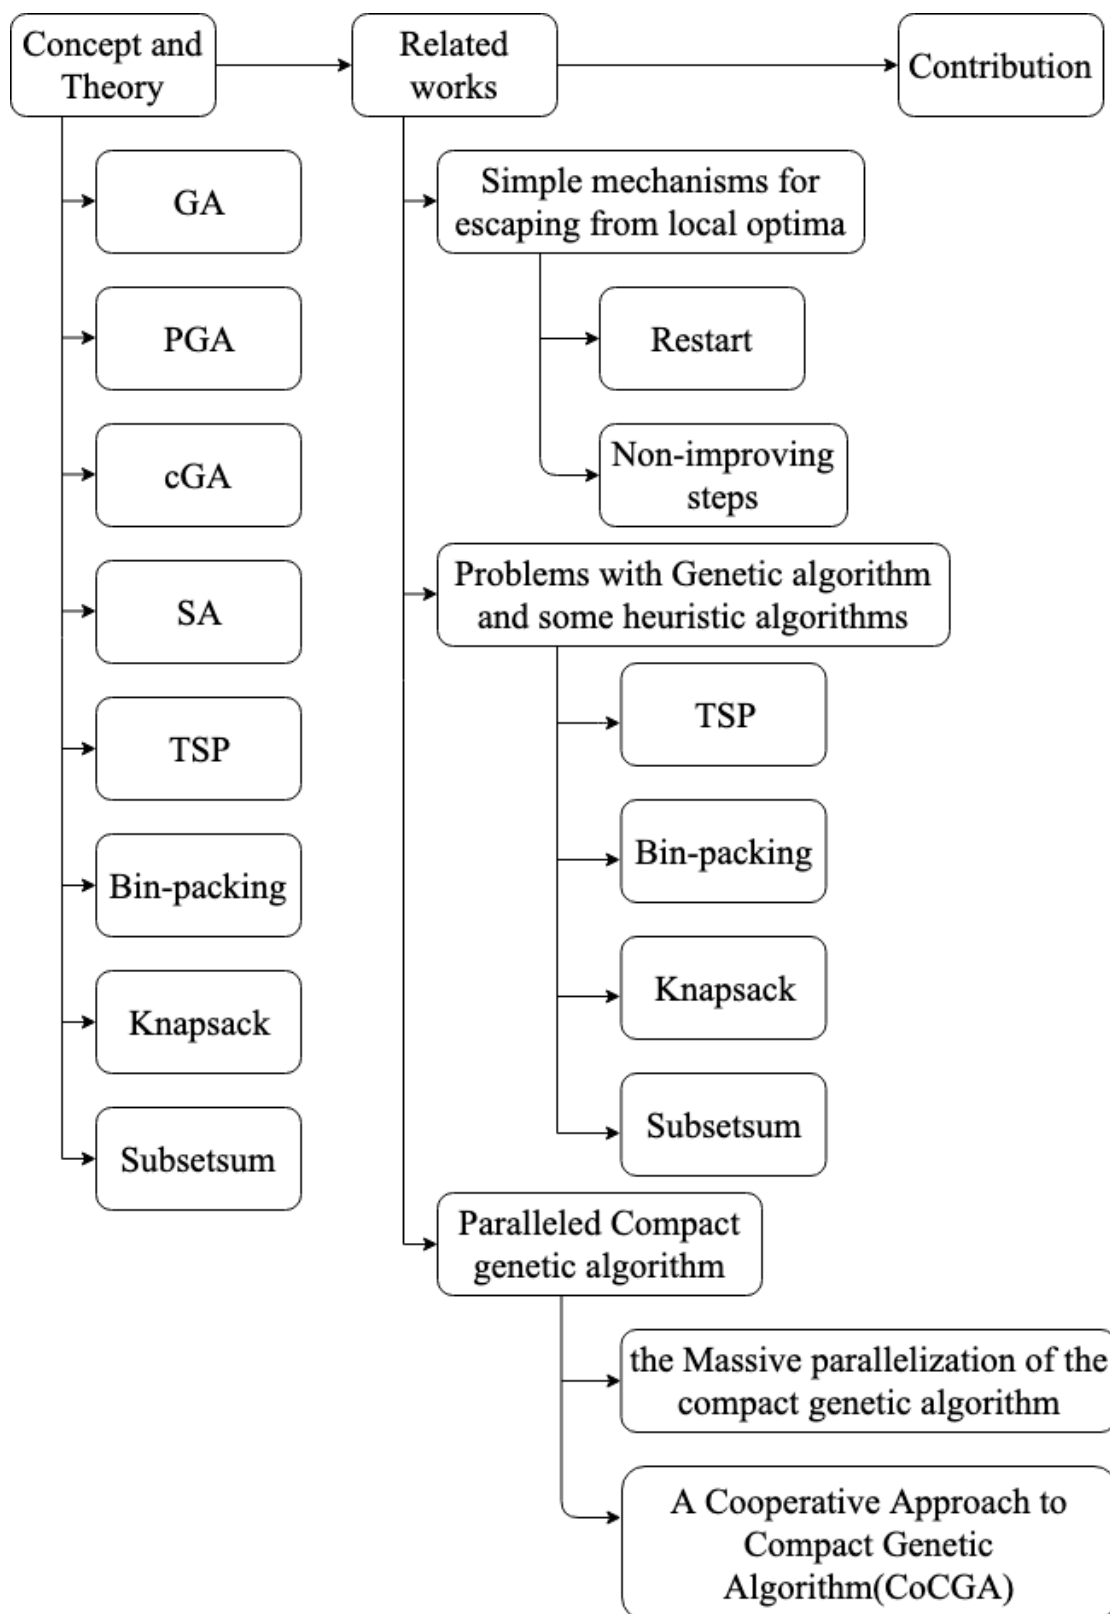 Concept and
Theory
Related
works
Contribution
GA
PGA
cGA
SA
TSP
Bin-packing
Knapsack
Subsetsum
Simple mechanisms for
escaping from local optima
Restart
Non-improving
steps
Problems with Genetic algorithm
and some heuristic algorithms
TSP
Bin-packing
Knapsack
Subsetsum
Paralleled Compact
genetic algorithm
the Massive parallelization of the
compact genetic algorithm
A Cooperative Approach to
Compact Genetic
Algorithm(CoCGA)